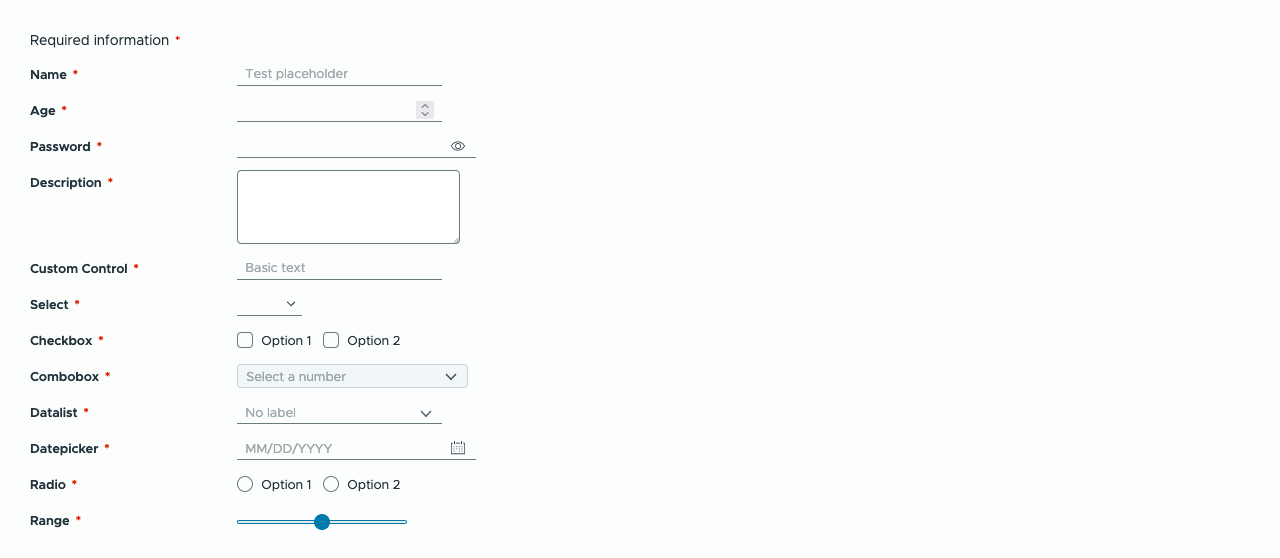 Required information *
Name * Test placeholder
Age *
Password *
Description *
Custom Control * Basic text
Select *
Checkbox * Option 1 Option 2
Combobox * Select a number
Datalist * No label
Datepicker * MM/DD/YYYY
Radio * Option 1 Option 2
Range *